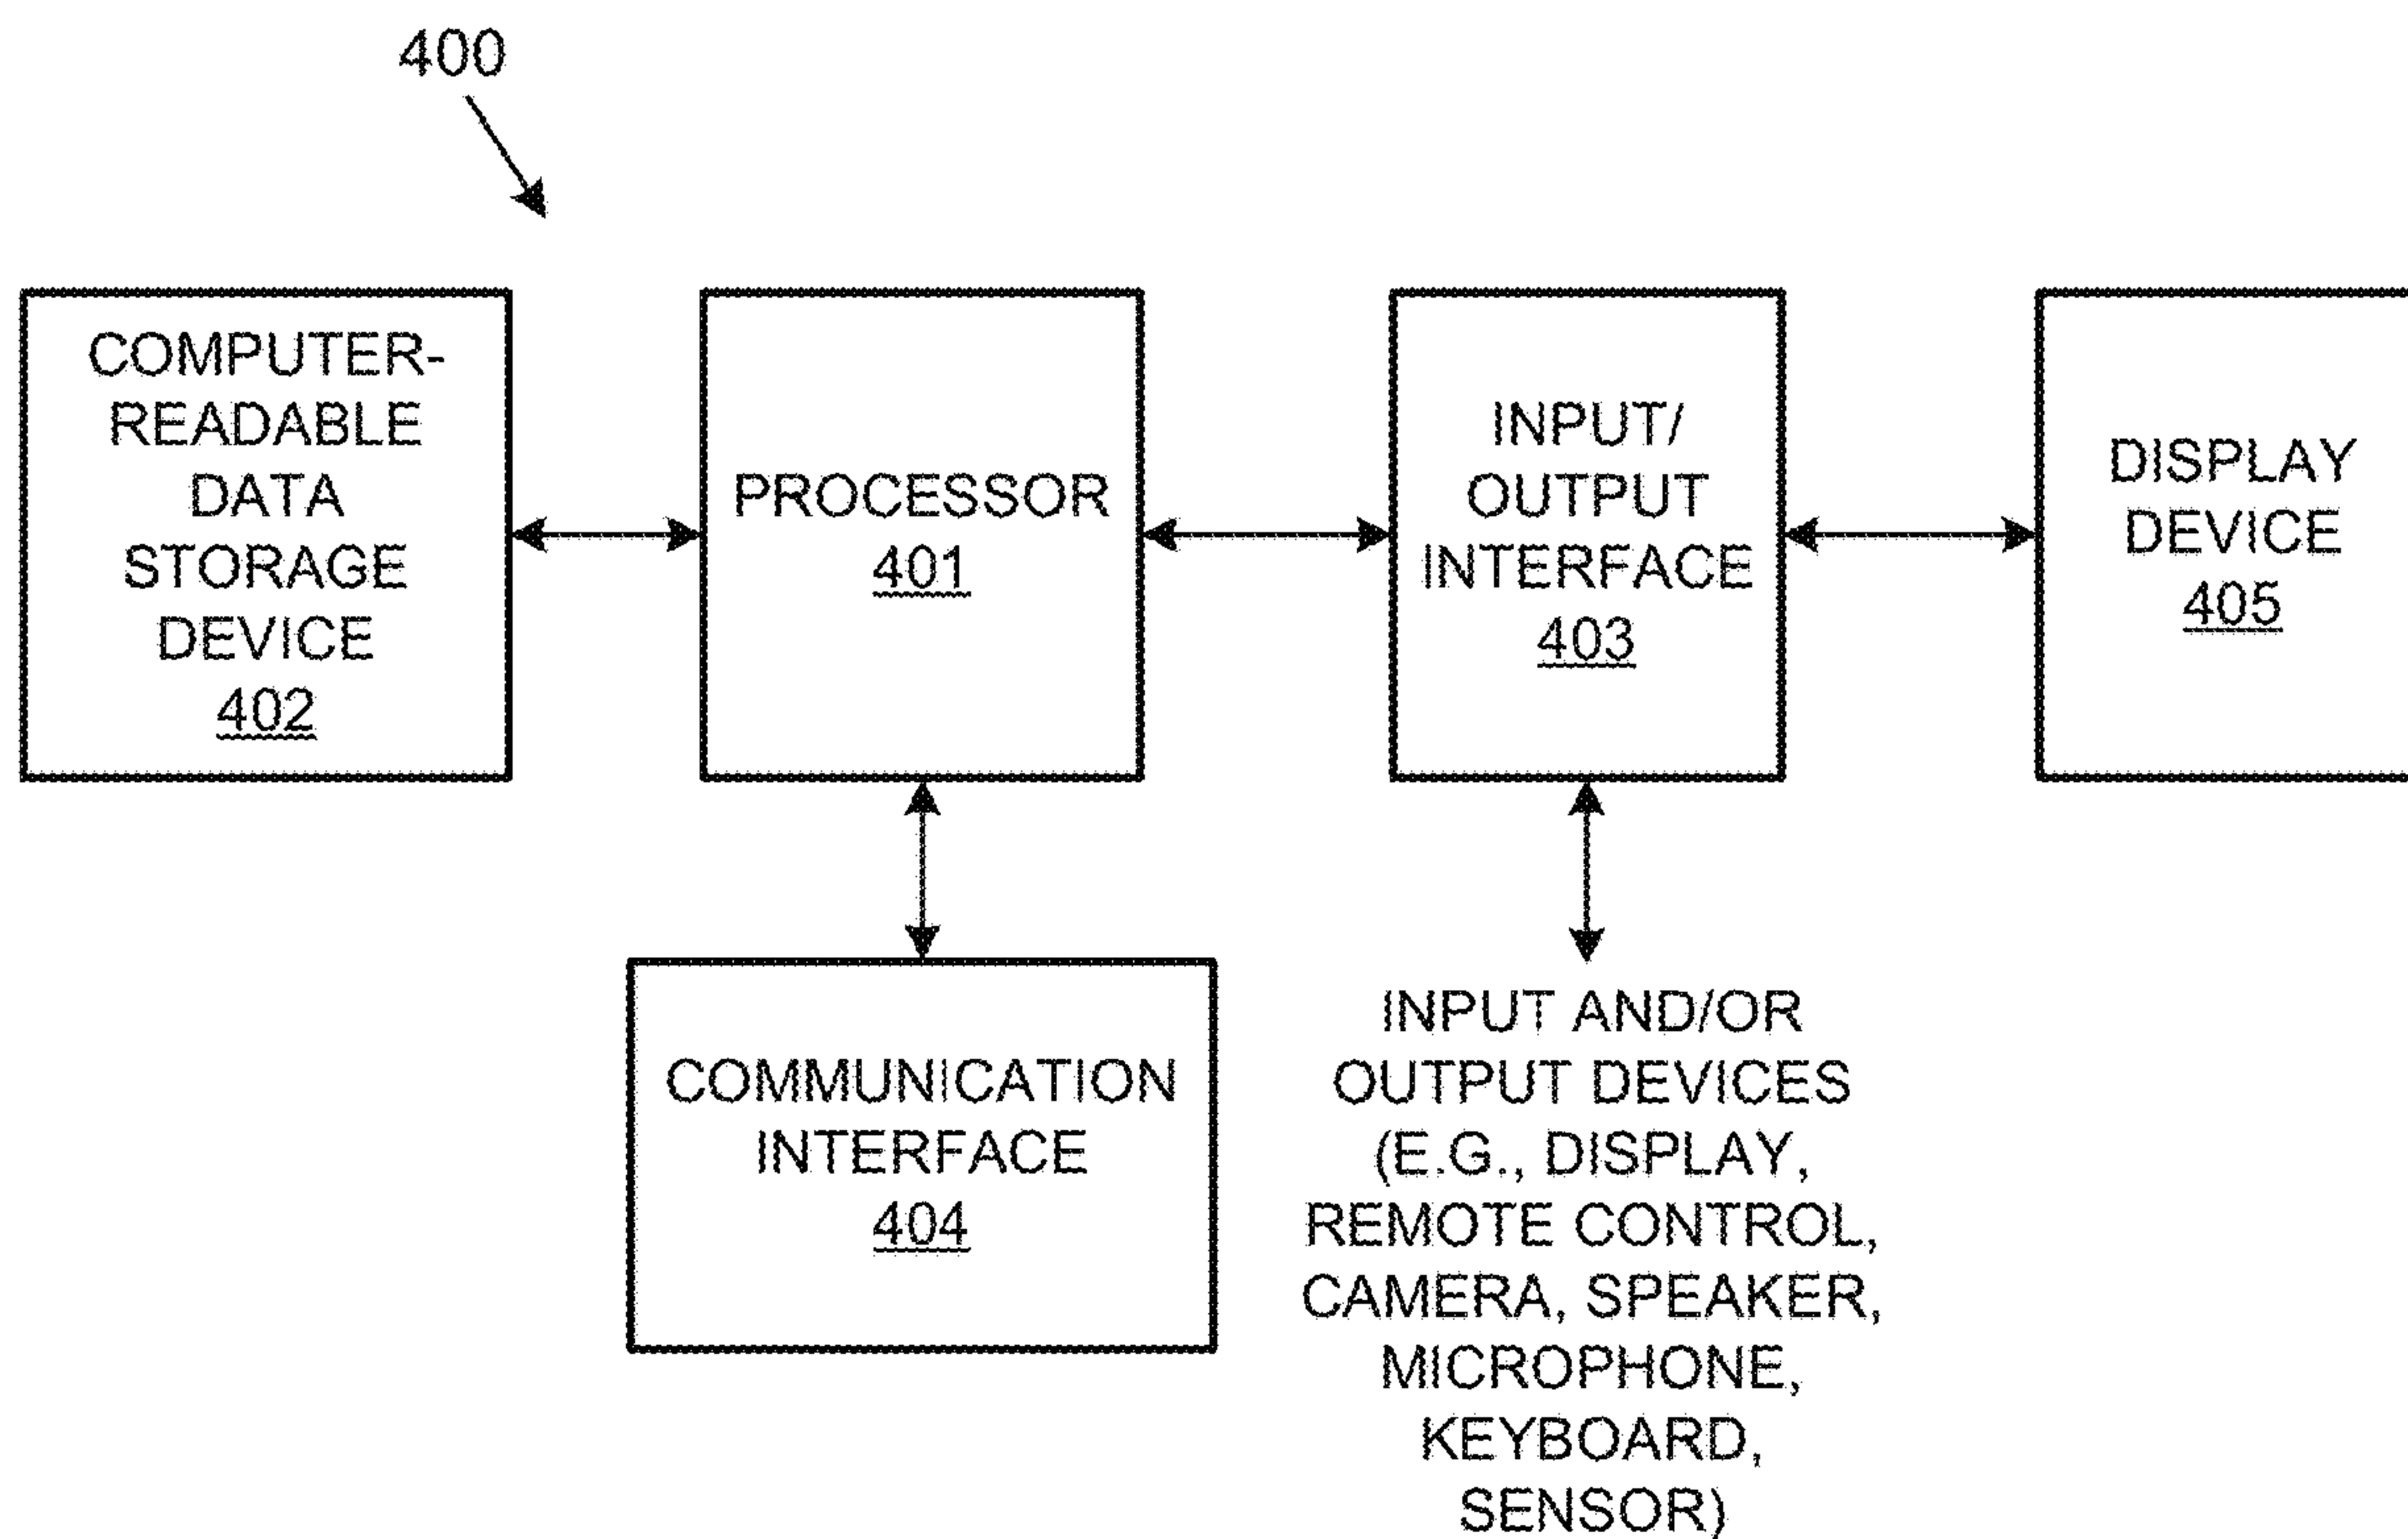 400
COMPUTER-
READABLE
DATA
STORAGE
DEVICE
402
PROCESSOR
401
INPUT/
OUTPUT
INTERFACE
403
DISPLAY
DEVICE
405
COMMUNICATION
INTERFACE
404
INPUT AND/OR
OUTPUT DEVICES
(E.G., DISPLAY,
REMOTE CONTROL,
CAMERA, SPEAKER,
MICROPHONE,
KEYBOARD,
SENSOR)